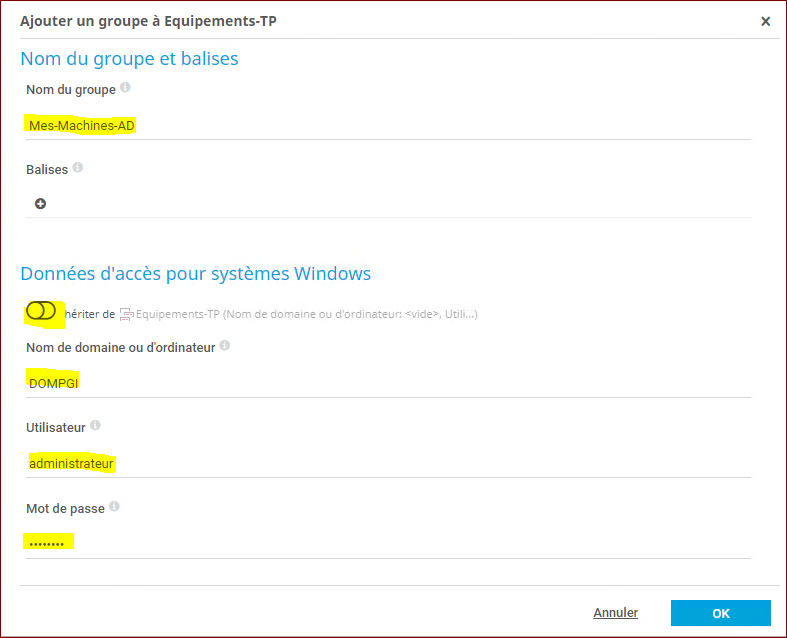 Ajouter un groupe à Equipements-TP
Nom du groupe et balises
Nom du groupe
Mes-Machines-AD
Balises
Données d'accès pour systèmes Windows
hériter de Equipements-TP (Nom de domaine ou d'ordinateur: <vide>, Utili...)
Nom de domaine ou d'ordinateur
DOMPGI
Utilisateur
administrateur
Mot de passe
••••••••
Annuler
OK